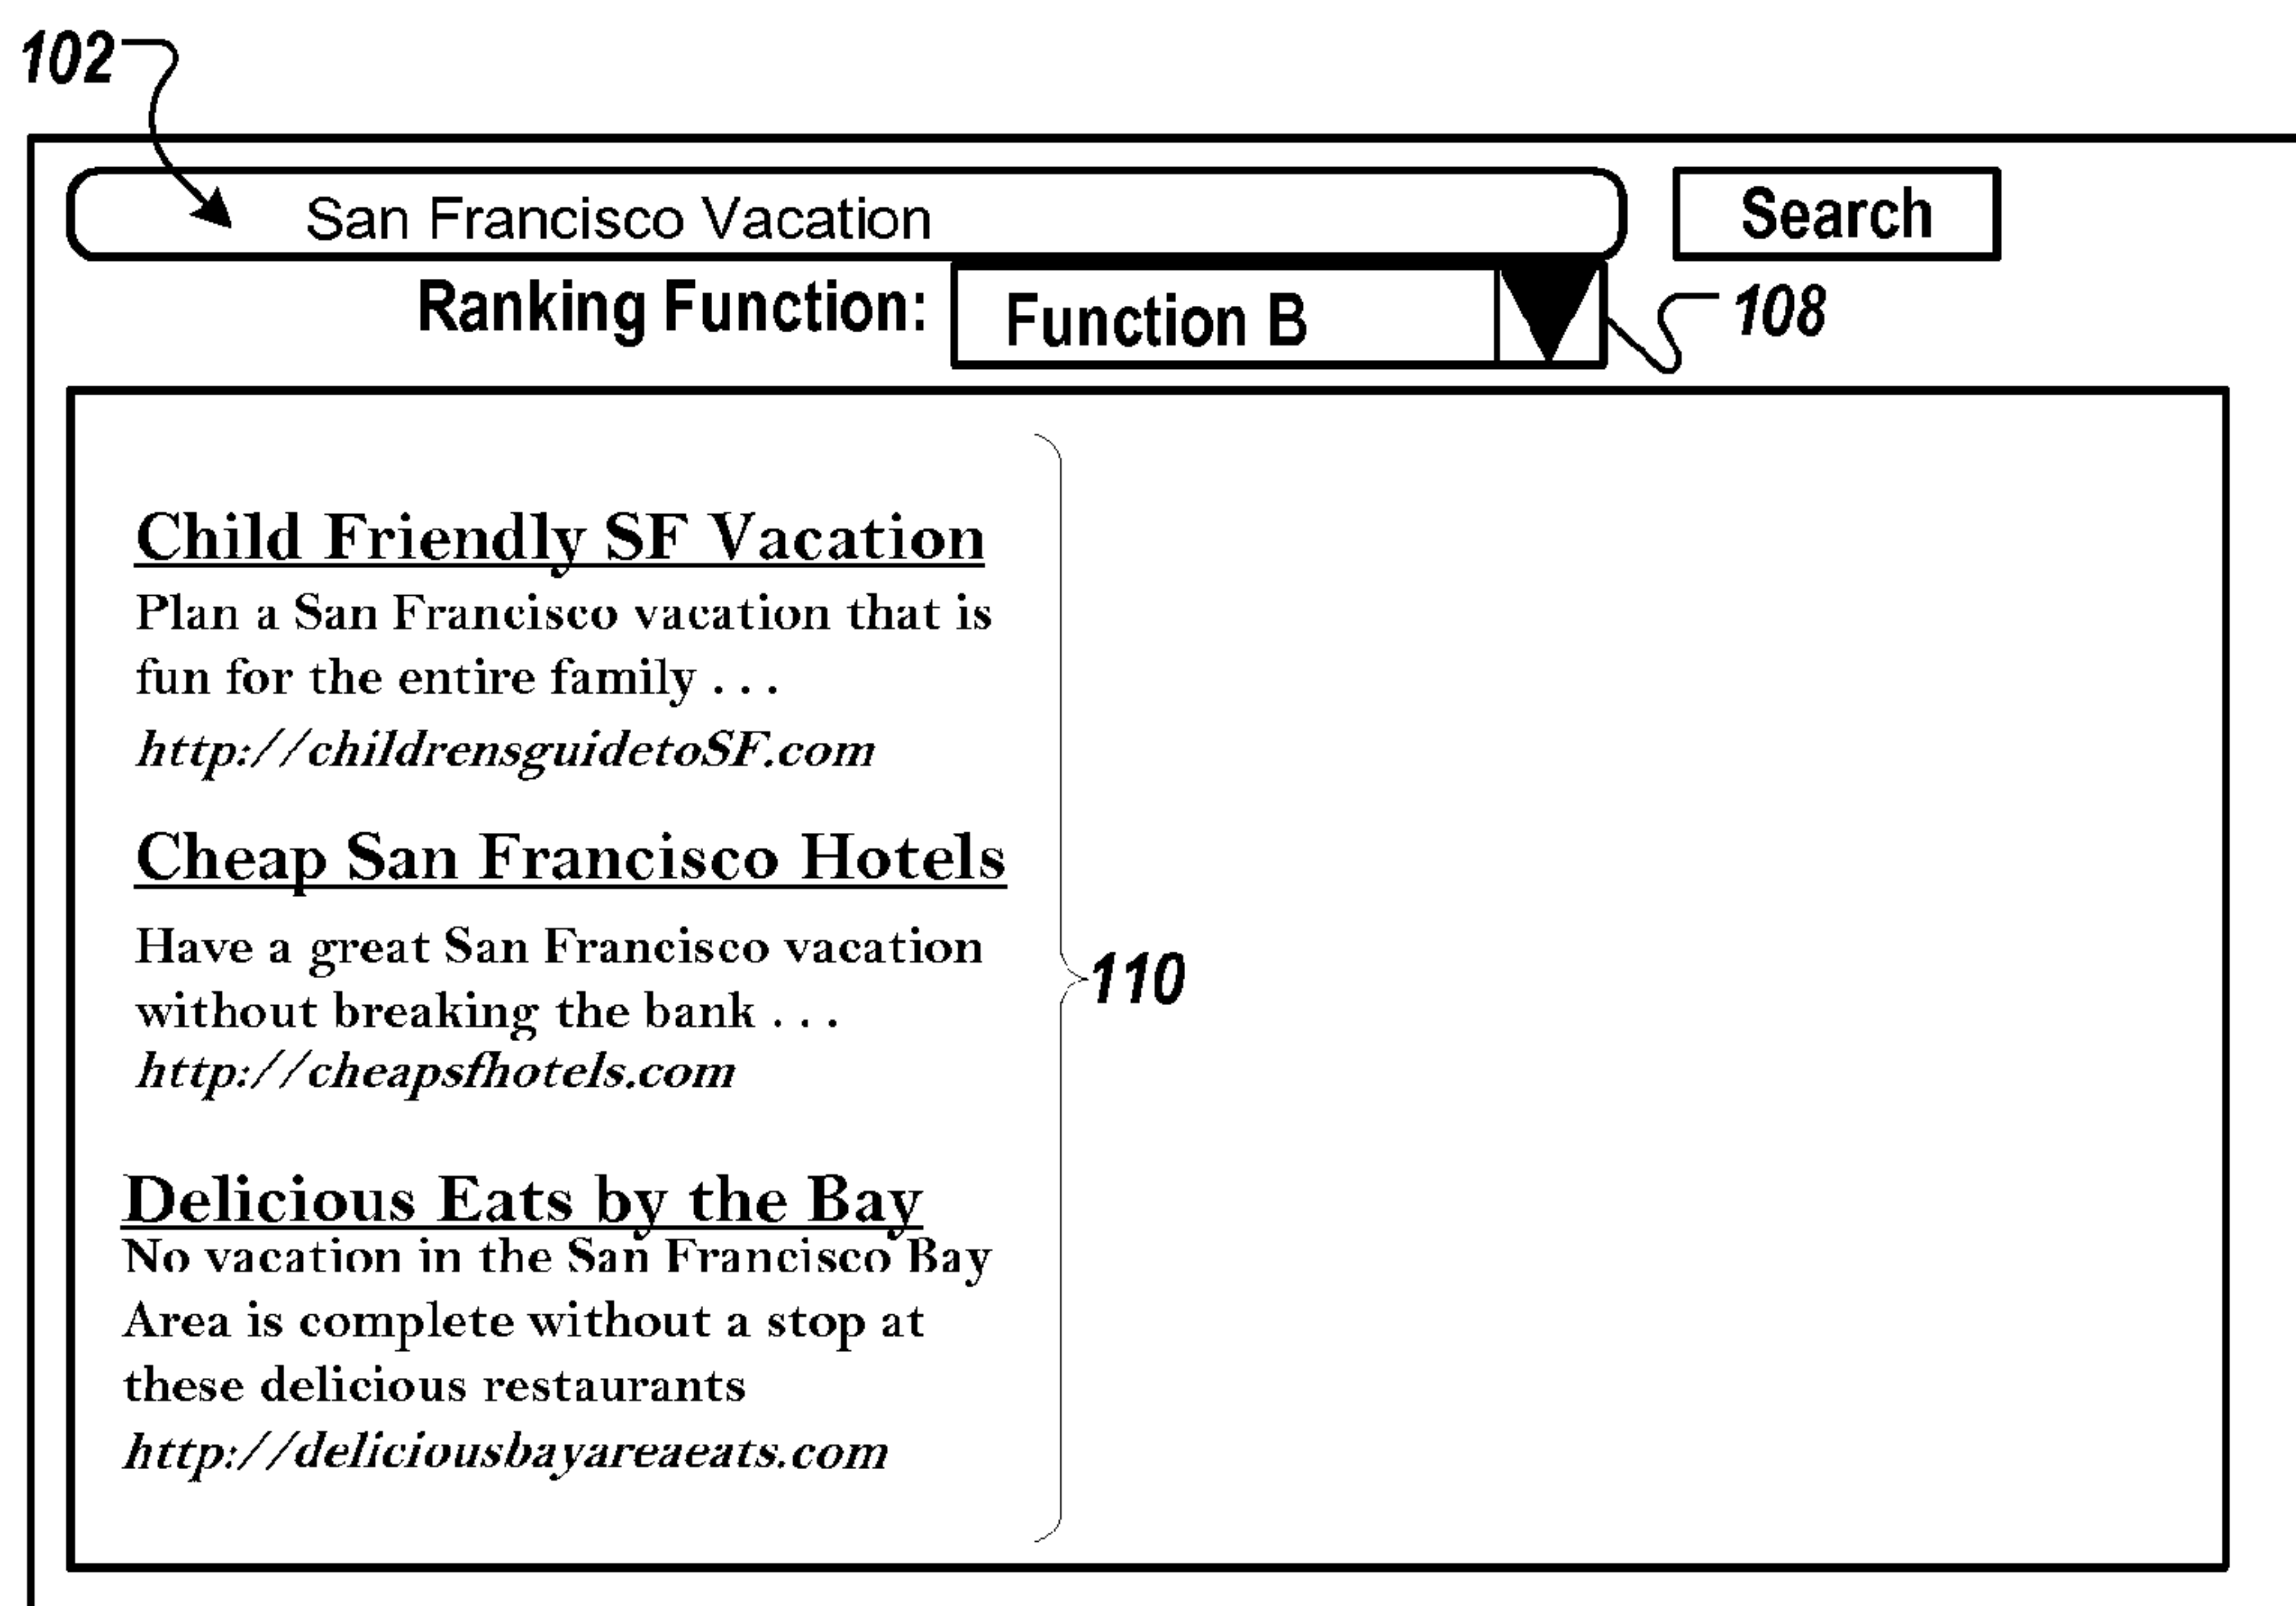 102
San Francisco Vacation
Search
Ranking Function:
Function B
108
Child Friendly SF Vacation
Plan a San Francisco vacation that is
fun for the entire family . . .
http://childrensguidetoSF.com
Cheap San Francisco Hotels
Have a great San Francisco vacation
without breaking the bank . . .
http://cheapsfhotels.com
110
Delicious Eats by the Bay
No vacation in the San Francisco Bay
Area is complete without a stop at
these delicious restaurants
http://deliciousbayareaeats.com